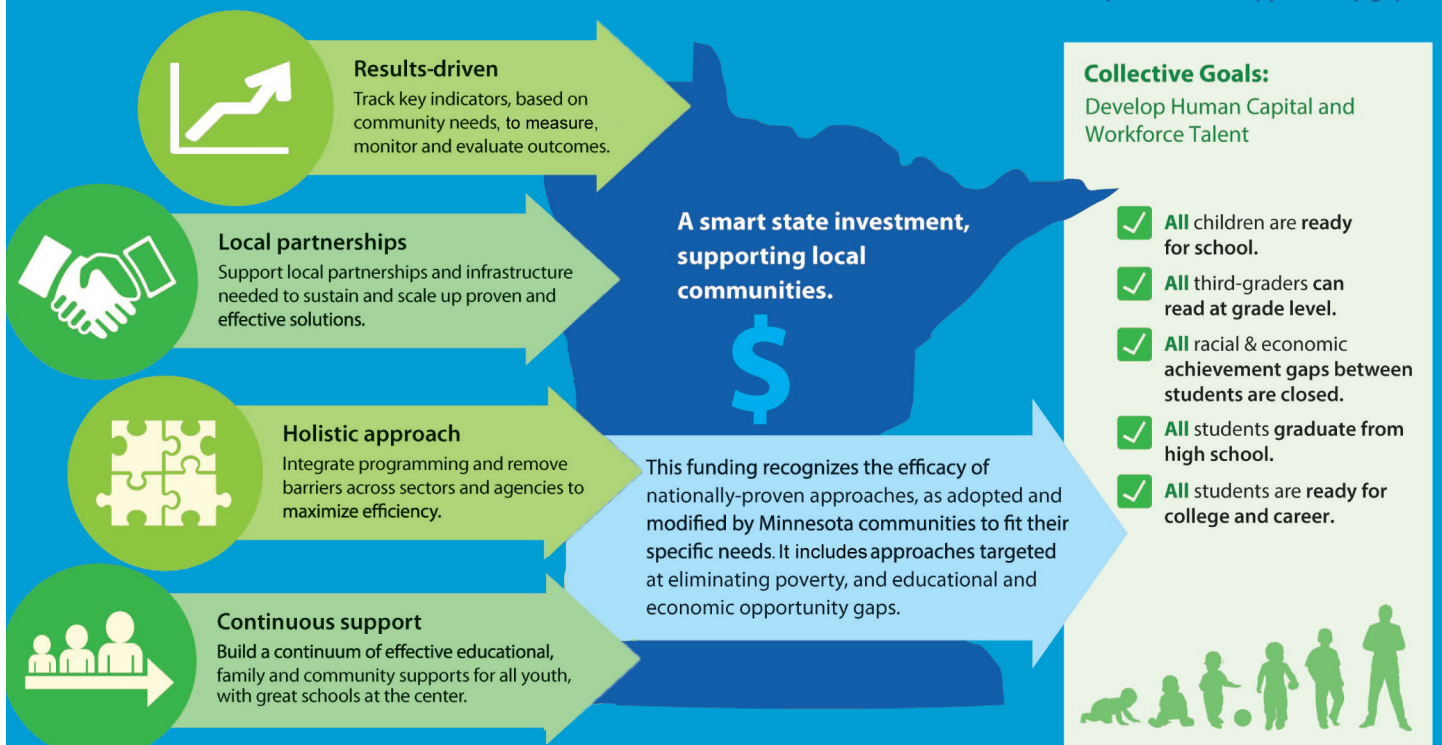 Results-driven
Track key indicators, based on
community needs, to measure,
monitor and evaluate outcomes.
Local partnerships
Support local partnerships and infrastructure
needed to sustain and scale up proven and
effective solutions.
Holistic approach
Integrate programming and remove
barriers across sectors and agencies to
maximize efficiency.
Continuous support
Build a continuum of effective educational,
family and community supports for all youth,
with great schools at the center.
A smart state investment,
supporting local
communities.
$
This funding recognizes the efficacy of
nationally-proven approaches, as adopted and
modified by Minnesota communities to fit their
specific needs. It includes approaches targeted
at eliminating poverty, and educational and
economic opportunity gaps.
Collective Goals:
Develop Human Capital and
Workforce Talent
All children are ready
for school.
All third-graders can
read at grade level.
All racial & economic
achievement gaps between
students are closed.
All students graduate from
high school.
All students are ready for
college and career.